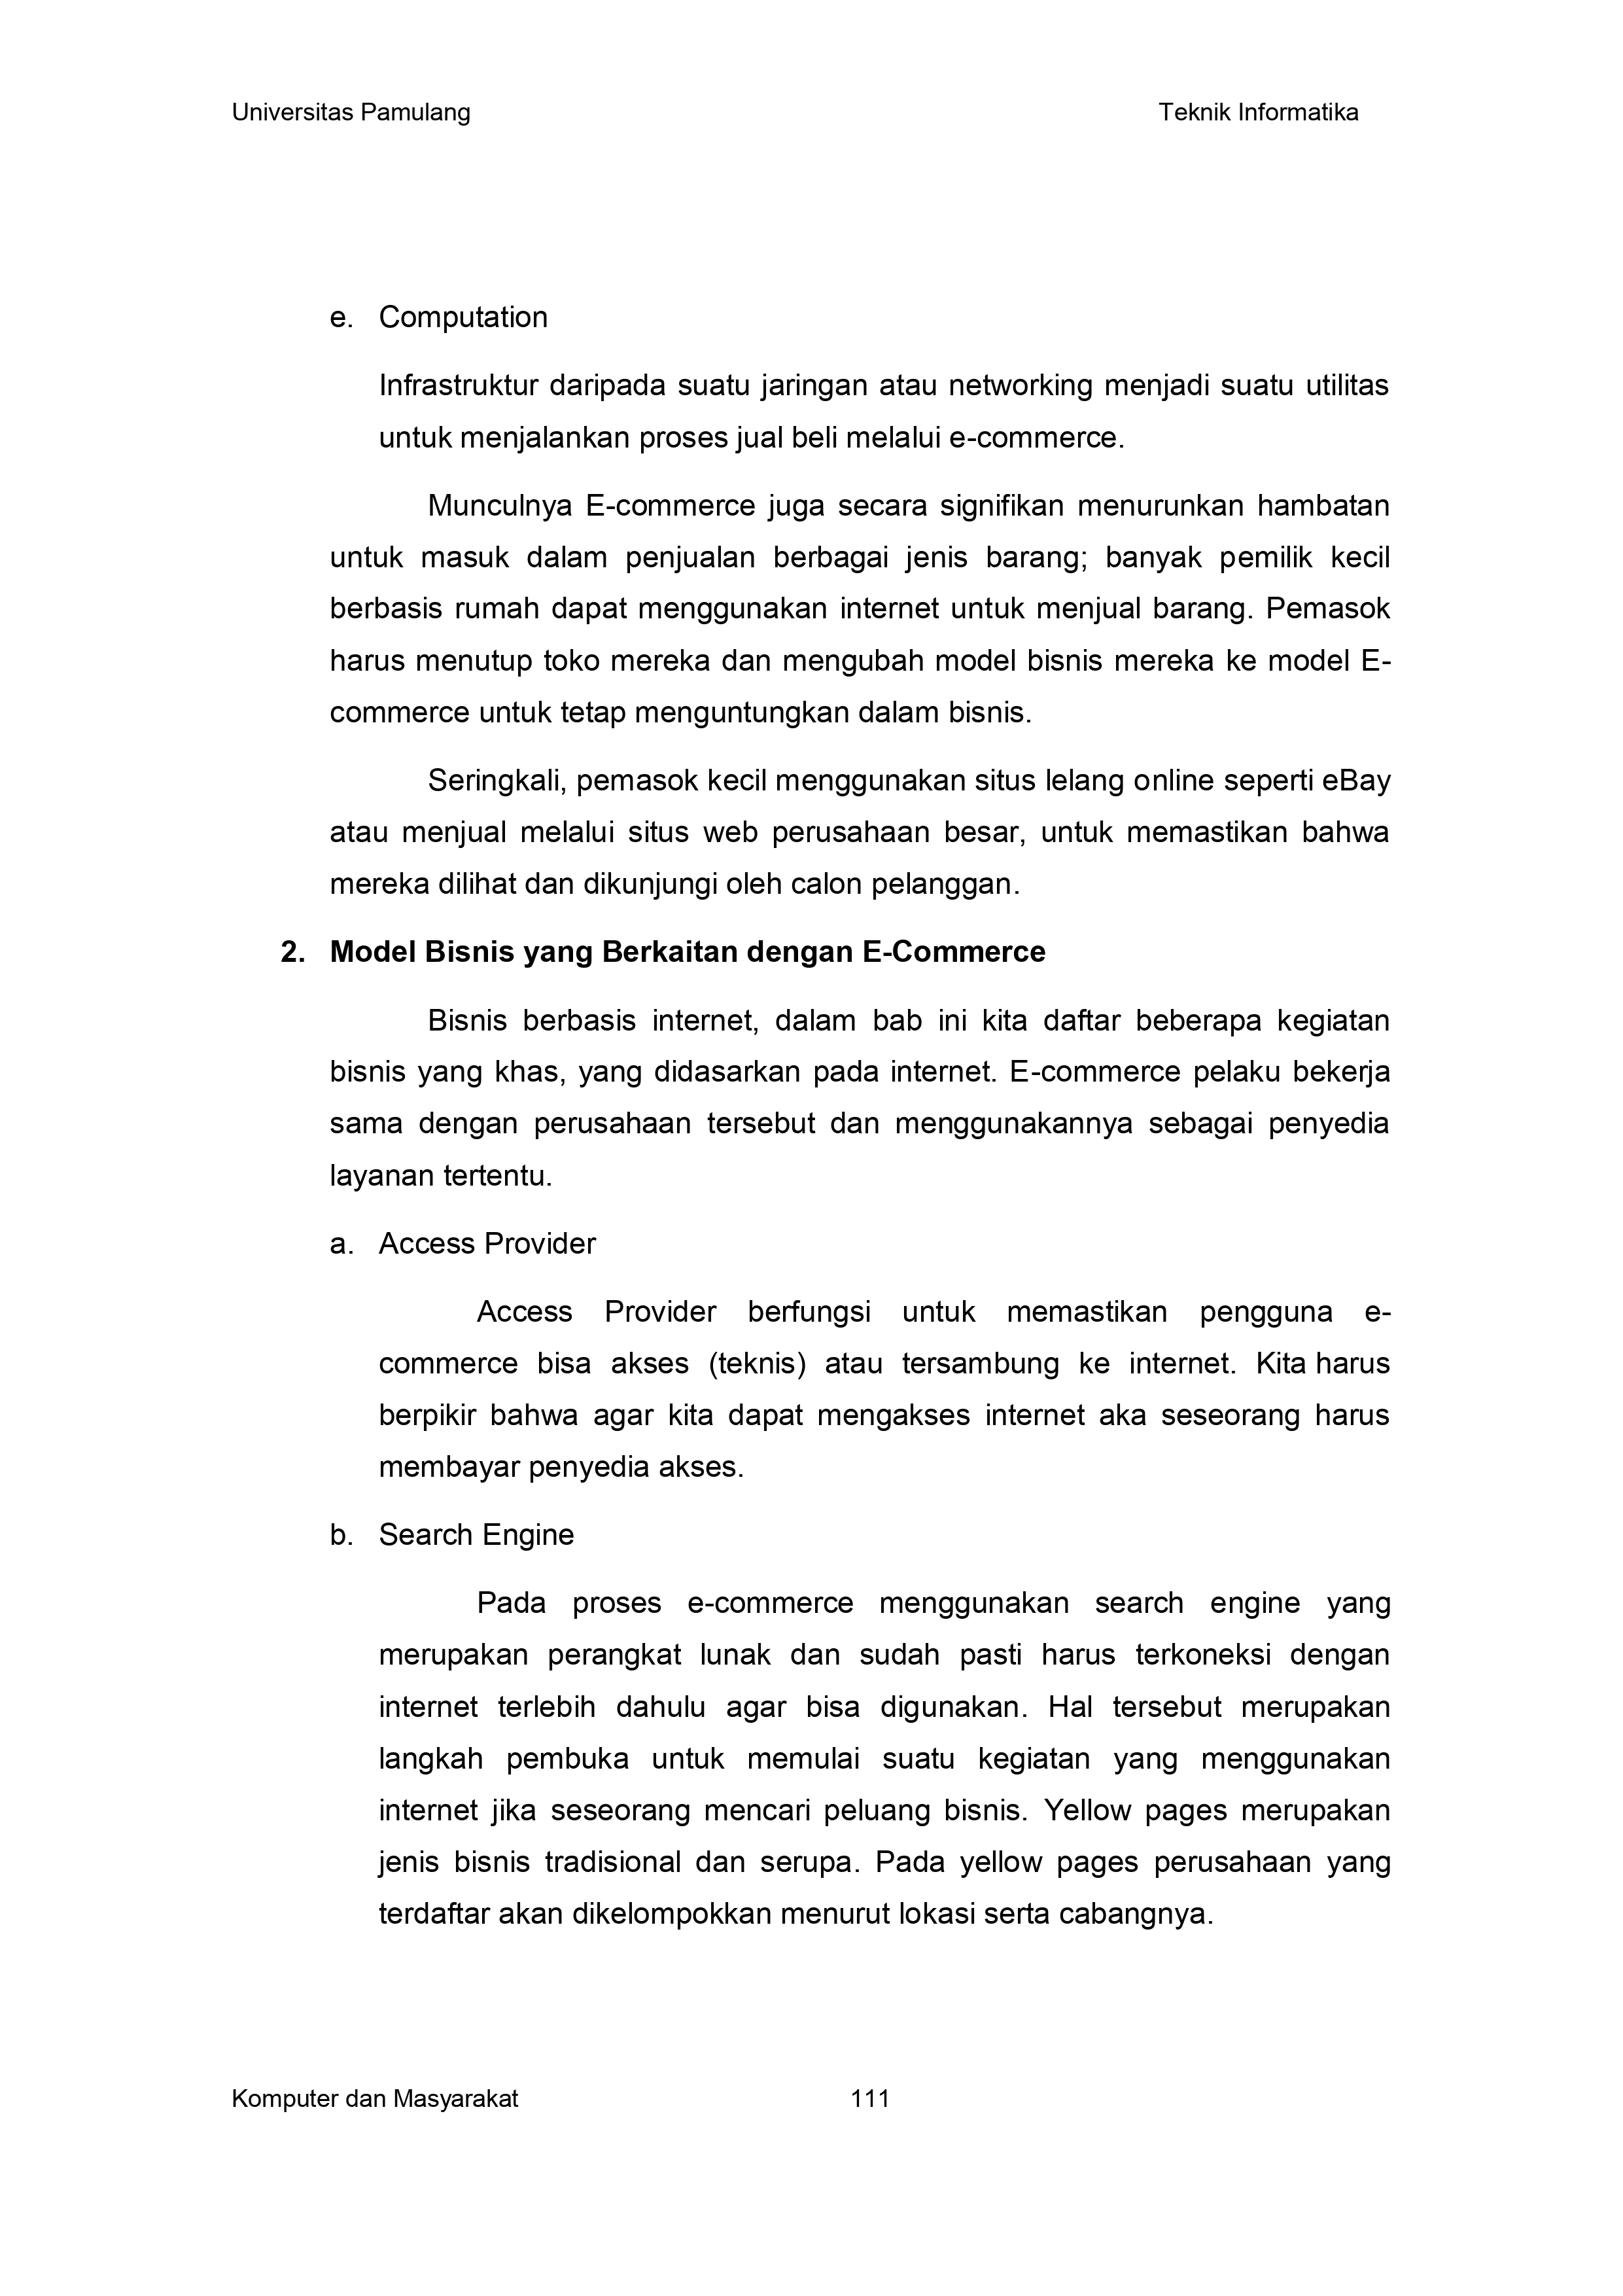 Universitas Pamulang Teknik Informatika
e. Computation
Infrastruktur daripada suatu jaringan atau networking menjadi suatu utilitas
untuk menjalankan proses jual beli melalui e-commerce.
Munculnya E-commerce juga secara signifikan menurunkan hambatan
untuk masuk dalam penjualan berbagai jenis barang; banyak pemilik kecil
berbasis rumah dapat menggunakan internet untuk menjual barang. Pemasok
harus menutup toko mereka dan mengubah model bisnis mereka ke model E-
commerce untuk tetap menguntungkan dalam bisnis.
Seringkali, pemasok kecil menggunakan situs lelang online seperti eBay
atau menjual melalui situs web perusahaan besar, untuk memastikan bahwa
mereka dilihat dan dikunjungi oleh calon pelanggan.
2. Model Bisnis yang Berkaitan dengan E-Commerce
Bisnis berbasis internet, dalam bab ini kita daftar beberapa kegiatan
bisnis yang khas, yang didasarkan pada internet. E-commerce pelaku bekerja
sama dengan perusahaan tersebut dan menggunakannya sebagai penyedia
layanan tertentu.
a. Access Provider
Access Provider berfungsi untuk memastikan pengguna e-
commerce bisa akses (teknis) atau tersambung ke internet. Kita harus
berpikir bahwa agar kita dapat mengakses internet aka seseorang harus
membayar penyedia akses.
b. Search Engine
Pada proses e-commerce menggunakan search engine yang
merupakan perangkat lunak dan sudah pasti harus terkoneksi dengan
internet terlebih dahulu agar bisa digunakan. Hal tersebut merupakan
langkah pembuka untuk memulai suatu kegiatan yang menggunakan
internet jika seseorang mencari peluang bisnis. Yellow pages merupakan
jenis bisnis tradisional dan serupa. Pada yellow pages perusahaan yang
terdaftar akan dikelompokkan menurut lokasi serta cabangnya.
Komputer dan Masyarakat 111